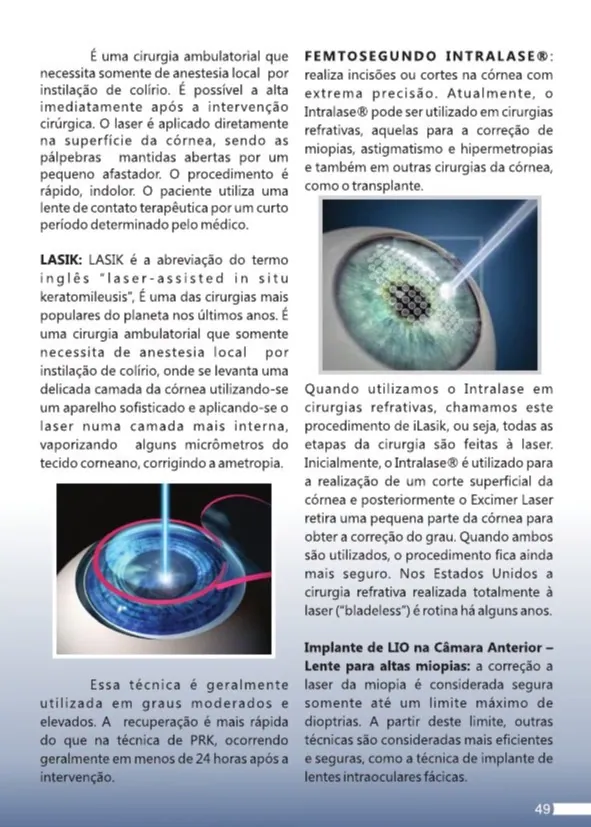 É uma cirurgia ambulatorial que
necessita somente de anestesia local por
instilação de colírio. É possível a alta
imediatamente após a intervenção
cirúrgica. O laser é aplicado diretamente
na superfície da córnea, sendo as
pálpebras mantidas abertas por um
pequeno afastador. O procedimento é
rápido, indolor. O paciente utiliza uma
lente de contato terapêutica por um curto
período determinado pelo médico.
LASIK: LASIK é a abreviação do termo
inglês "laser-assisted in situ
keratomileusis", É uma das cirurgias mais
populares do planeta nos últimos anos. É
uma cirurgia ambulatorial que somente
necessita de anestesia local por
instilação de colírio, onde se levanta uma
delicada camada da córnea utilizando-se
um aparelho sofisticado e aplicando-se o
laser numa camada mais interna,
vaporizando alguns micrômetros do
tecido corneano, corrigindo a ametropia.
Essa técnica é geralmente
utilizada em graus moderados e
elevados. A recuperação é mais rápida
do que na técnica de PRK, ocorrendo
geralmente em menos de 24 horas após a
intervenção.
FEMTOSEGUNDO INTRALASE®:
realiza incisões ou cortes na córnea com
extrema precisão. Atualmente, o
Intralase® pode ser utilizado em cirurgias
refrativas, aquelas para a correção de
miopias, astigmatismo e hipermetropias
e também em outras cirurgias da córnea,
como o transplante.
Quando utilizamos o Intralase em
cirurgias refrativas, chamamos este
procedimento de iLasik, ou seja, todas as
etapas da cirurgia são feitas à laser.
Inicialmente, o Intralase® é utilizado para
a realização de um corte superficial da
córnea e posteriormente o Excimer Laser
retira uma pequena parte da córnea para
obter a correção do grau. Quando ambos
são utilizados, o procedimento fica ainda
mais seguro. Nos Estados Unidos a
cirurgia refrativa realizada totalmente à
laser ("bladeless") é rotina há alguns anos.
Implante de LIO na Câmara Anterior –
Lente para altas miopias: a correção a
laser da miopia é considerada segura
somente até um limite máximo de
dioptrias. A partir deste limite, outras
técnicas são consideradas mais eficientes
e seguras, como a técnica de implante de
lentes intraoculares fácicas.
49